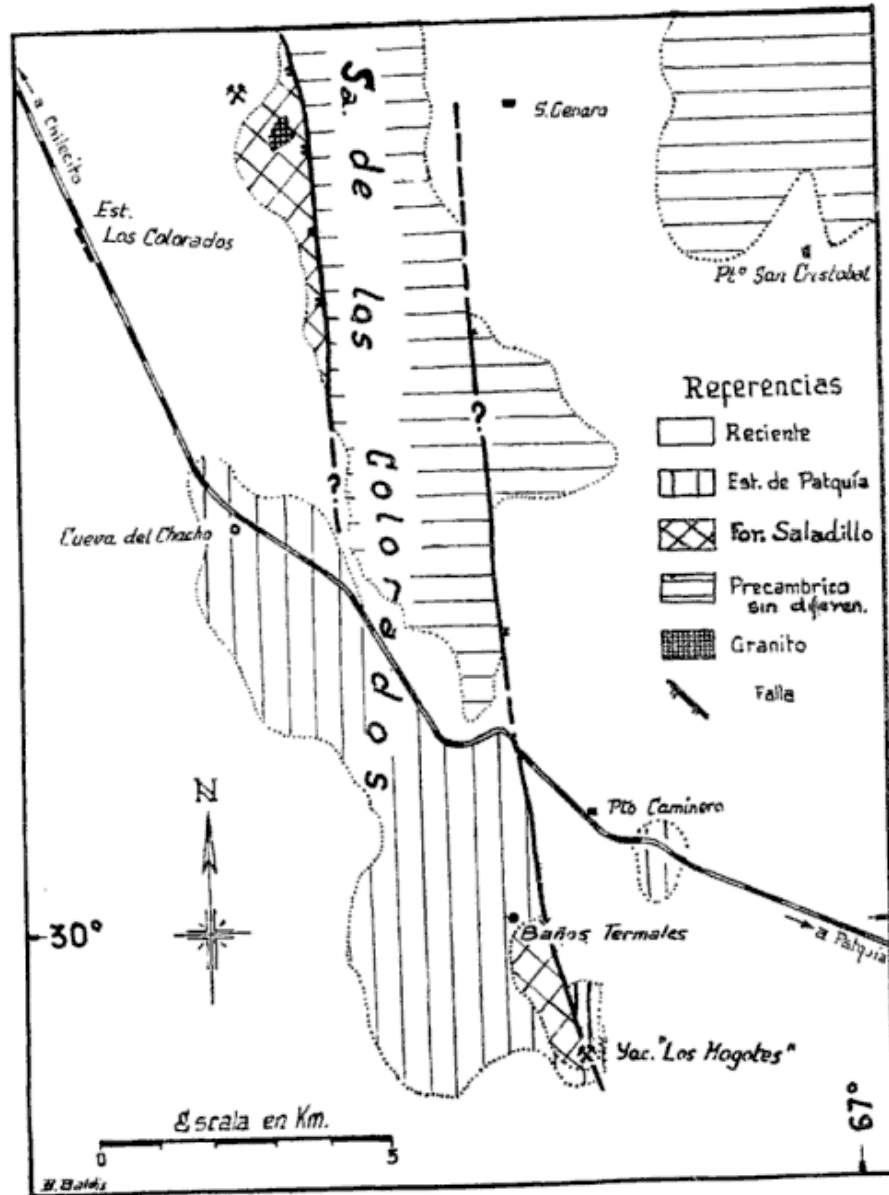 Sa. de los Colorados
S. Genaro
a Chilecito
Est.
Los Colorados
Pto San Cristobal
Referencias
Reciente
Est. de Patquía
For. Saladillo
Precambrico
sin diferen.
Granito
Falla
?
?
Cueva del Chacho
N
Pto Caminero
30°
Baños Termales
a Patquía
Yac. "Los Mogotes"
Escala en Km.
0 5
67°